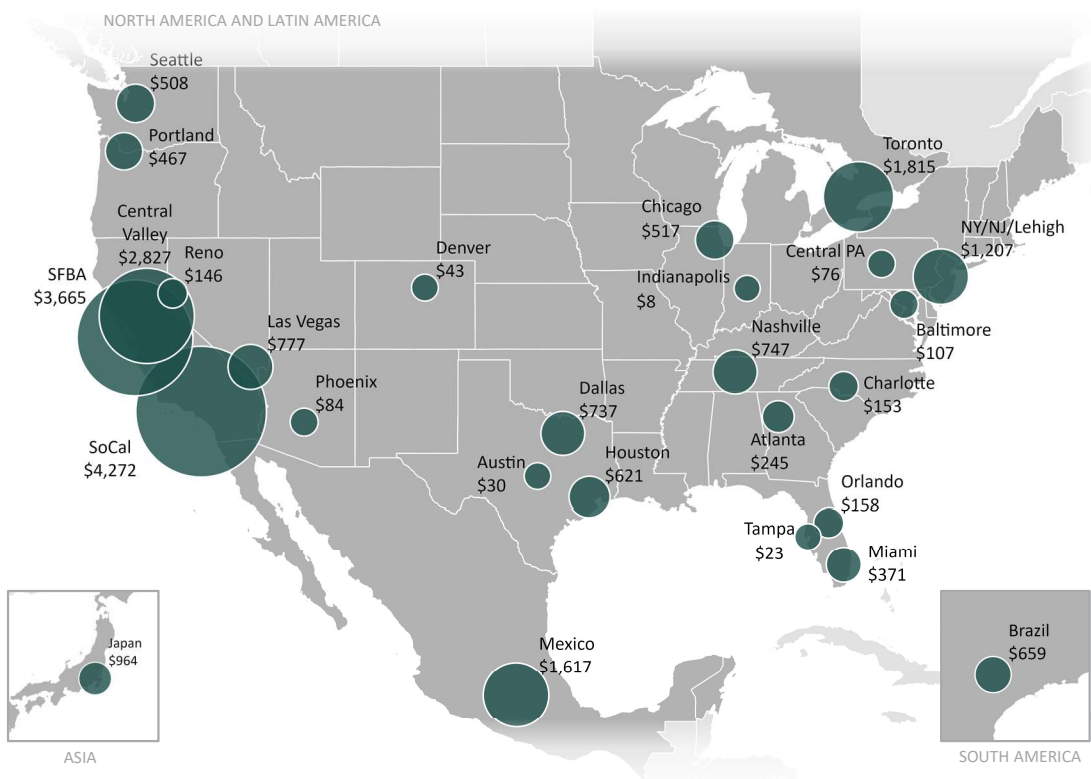 NORTH AMERICA AND LATIN AMERICA
Seattle
$508
Portland
$467
Central
Valley
$2,827
Reno
$146
SFBA
$3,665
Las Vegas
$777
Phoenix
$84
SoCal
$4,272
Denver
$43
Chicago
$517
Indianapolis
$8
Toronto
$1,815
Central PA
$76
NY/NJ/Lehigh
$1,207
Baltimore
$107
Nashville
$747
Charlotte
$153
Atlanta
$245
Dallas
$737
Austin
$30
Houston
$621
Orlando
$158
Tampa
$23
Miami
$371
Mexico
$1,617
Japan
$964
ASIA
Brazil
$659
SOUTH AMERICA